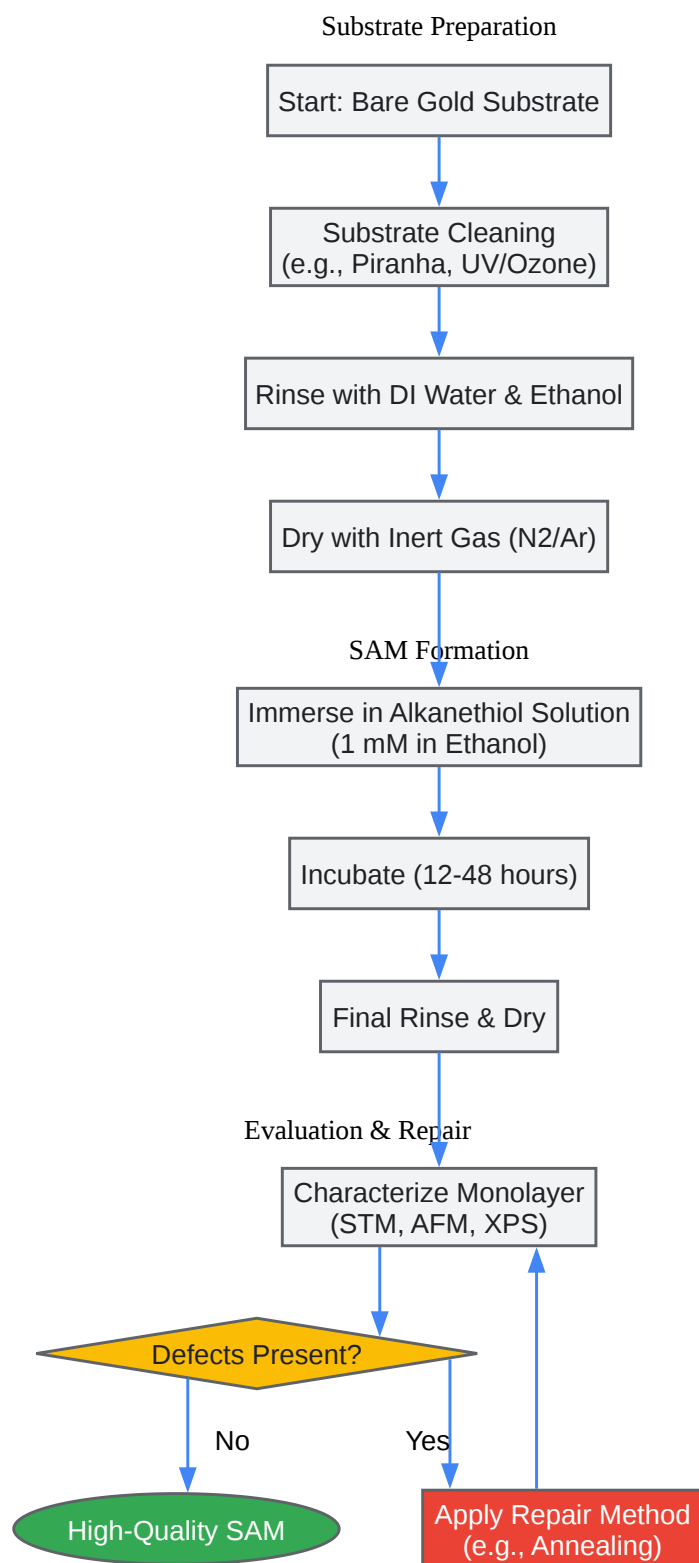 Substrate Preparation
Start: Bare Gold Substrate
Substrate Cleaning
(e.g., Piranha, UV/Ozone)
Rinse with DI Water & Ethanol
Dry with Inert Gas (N2/Ar)
SAM Formation
Immerse in Alkanethiol Solution
(1 mM in Ethanol)
Incubate (12-48 hours)
Final Rinse & Dry
Evaluation & Repair
Characterize Monolayer
(STM, AFM, XPS)
Defects Present?
No
Yes
High-Quality SAM
Apply Repair Method
(e.g., Annealing)